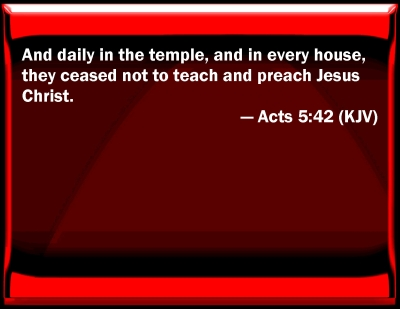 And daily in the temple, and in every house,
they ceased not to teach and preach Jesus
Christ.
— Acts 5:42 (KJV)